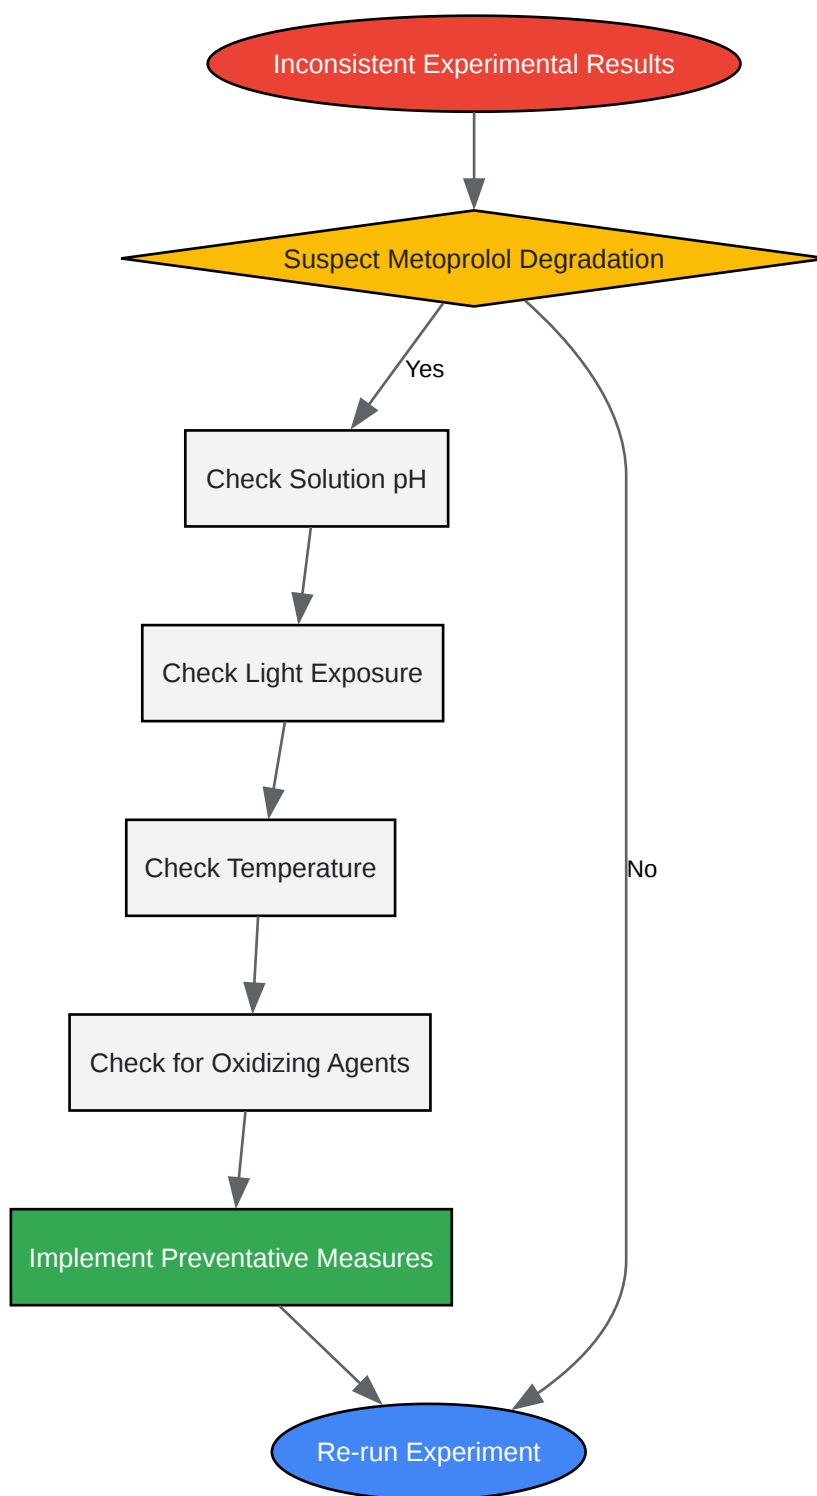 Inconsistent Experimental Results
Suspect Metoprolol Degradation
Yes
Check Solution pH
Check Light Exposure
Check Temperature
No
Check for Oxidizing Agents
Implement Preventative Measures
Re-run Experiment